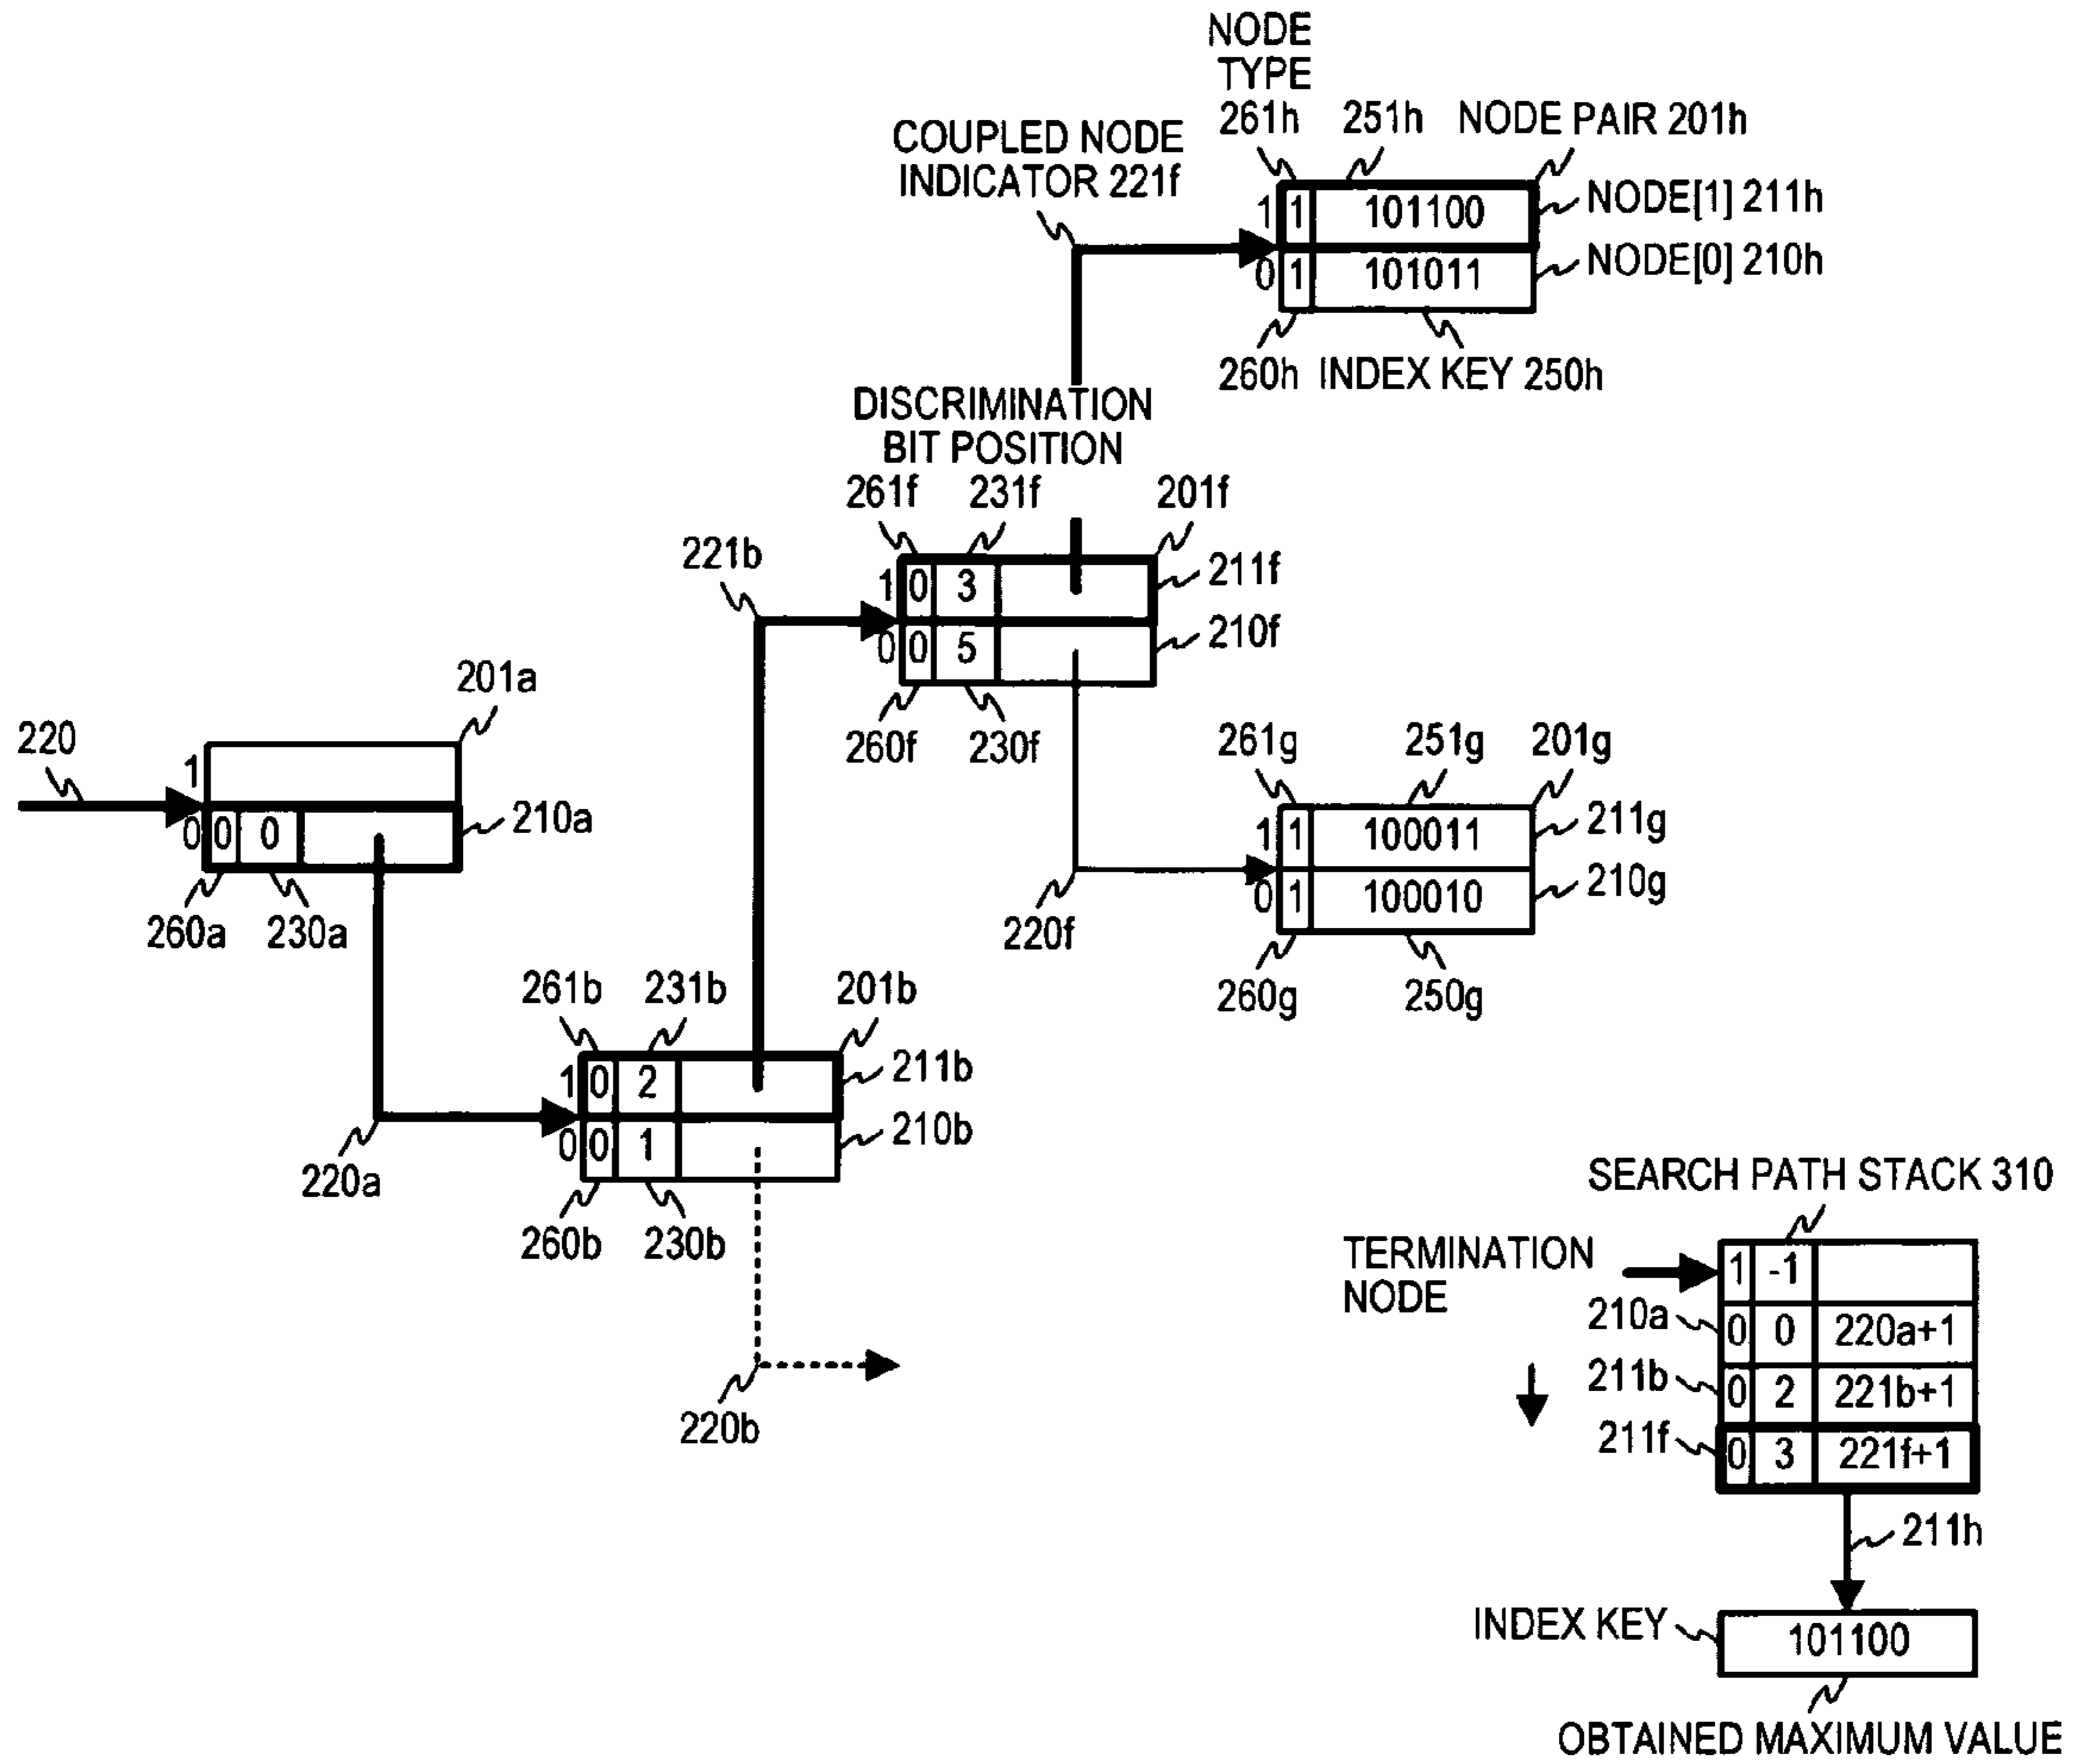 NODE
TYPE
261h 251h NODE PAIR 201h
COUPLED NODE
INDICATOR 221f
1 1 101100 NODE[1] 211h
0 1 101011 NODE[0] 210h
260h INDEX KEY 250h
DISCRIMINATION
BIT POSITION
261f 231f 201f
221b
1 0 3 211f
0 0 5 210f
260f 230f
201a
220
1
0 0 0 210a
260a 230a
261g 251g 201g
1 1 100011 211g
0 1 100010 210g
220f
260g 250g
261b 231b 201b
1 0 2 211b
0 0 1 210b
220a
260b 230b
220b
SEARCH PATH STACK 310
TERMINATION
NODE
1 -1
210a 0 0 220a+1
211b 0 2 221b+1
211f 0 3 221f+1
211h
INDEX KEY 101100
OBTAINED MAXIMUM VALUE